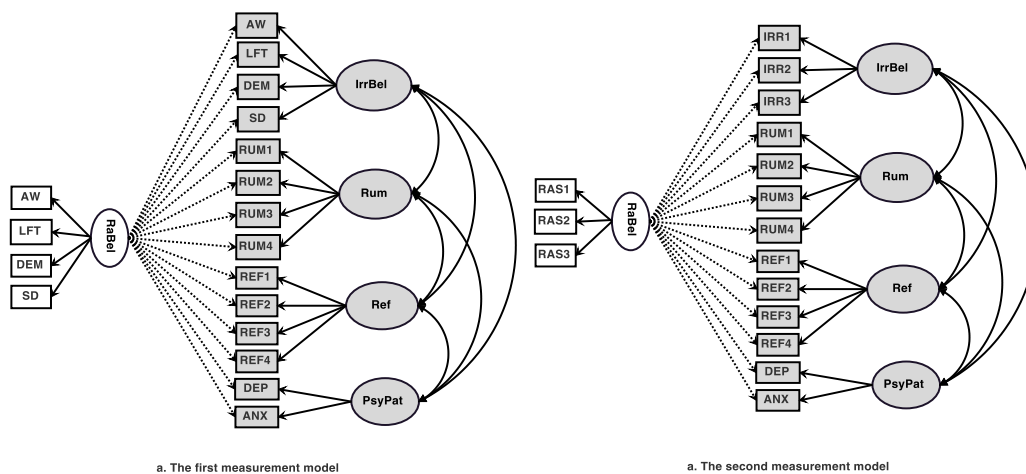 AW
LFT
DEM
SD
RaBel
AW
LFT
DEM
SD
RUM1
RUM2
RUM3
RUM4
REF1
REF2
REF3
REF4
DEP
ANX
IrrBel
Rum
Ref
PsyPat
a. The first measurement model
RAS1
RAS2
RAS3
RaBel
IRR1
IRR2
IRR3
RUM1
RUM2
RUM3
RUM4
REF1
REF2
REF3
REF4
DEP
ANX
IrrBel
Rum
Ref
PsyPat
a. The second measurement model